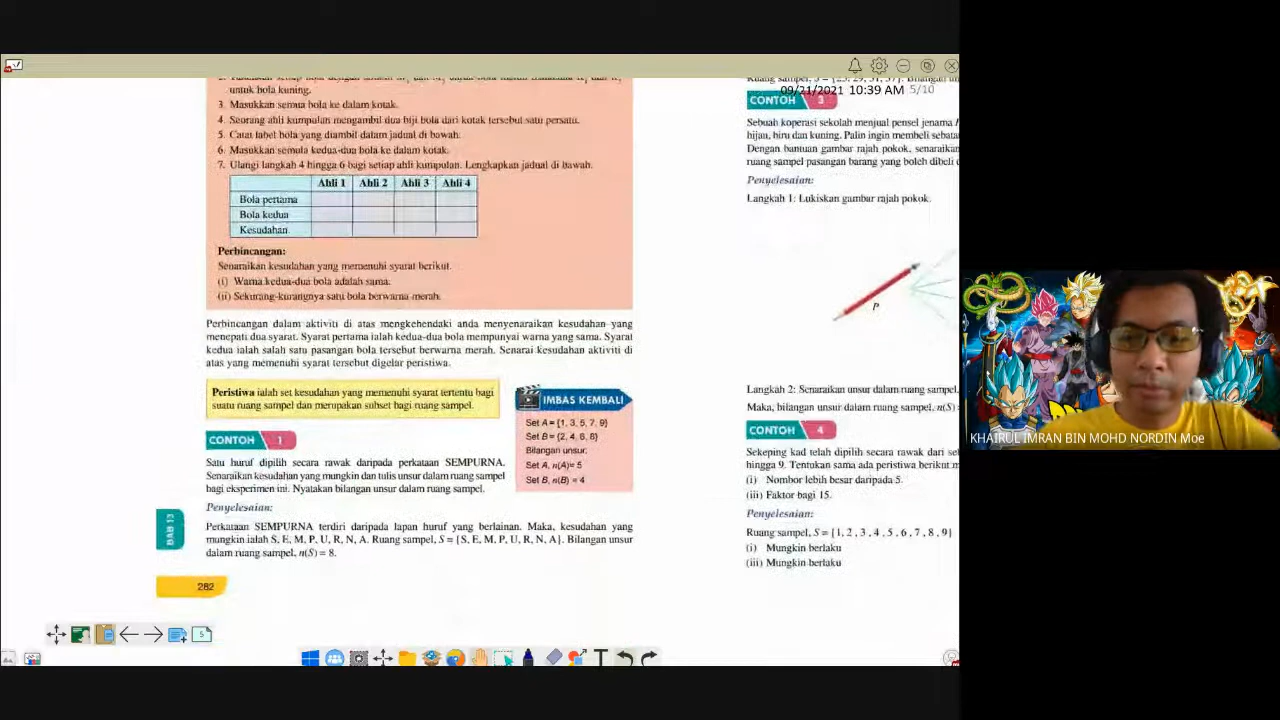 untuk bola kuning.
3. Masukkan semua bola ke dalam kotak.
4. Seorang ahli kumpulan mengambil dua biji bola dari kotak tersebut satu persatu.
5. Catat label bola yang diambil dalam jadual di bawah.
6. Masukkan semula kedua-dua bola ke dalam kotak.
7. Ulangi langkah 4 hingga 6 bagi setiap ahli kumpulan. Lengkapkan jadual di bawah.
Ahli 1 Ahli 2 Ahli 3 Ahli 4
Bola pertama
Bola kedua
Kesudahan
Perbincangan:
Senaraikan kesudahan yang memenuhi syarat berikut.
(i) Warna kedua-dua bola adalah sama.
(ii) Sekurang-kurangnya satu bola berwarna merah.
Perbincangan dalam aktiviti di atas mengkehendaki anda menyenaraikan kesudahan yang
menepati dua syarat. Syarat pertama ialah kedua-dua bola mempunyai warna yang sama. Syarat
kedua ialah salah satu pasangan bola tersebut berwarna merah. Senarai kesudahan aktiviti di
atas yang memenuhi syarat tersebut digelar peristiwa.
Peristiwa ialah set kesudahan yang memenuhi syarat tertentu bagi
suatu ruang sampel dan merupakan subset bagi ruang sampel.
IMBAS KEMBALI
Set A = {1, 3, 5, 7, 9}
Set B = {2, 4, 6, 8}
Bilangan unsur:
Set A, n(A)= 5
Set B, n(B) = 4
CONTOH 1
Satu huruf dipilih secara rawak daripada perkataan SEMPURNA.
Senaraikan kesudahan yang mungkin dan tulis unsur dalam ruang sampel
bagi eksperimen ini. Nyatakan bilangan unsur dalam ruang sampel.
Penyelesaian:
Perkataan SEMPURNA terdiri daripada lapan huruf yang berlainan. Maka, kesudahan yang
mungkin ialah S, E, M, P, U, R, N, A. Ruang sampel, S = {S, E, M, P, U, R, N, A}. Bilangan unsur
dalam ruang sampel, n(S) = 8.
BAB 13
282
5
09/21/2021 10:39 AM 5/10
CONTOH 3
Sebuah koperasi sekolah menjual pensel jenama
hijau, biru dan kuning. Palin ingin membeli sebata
Dengan bantuan gambar rajah pokok, senaraikan
ruang sampel pasangan barang yang boleh dibeli
Penyelesaian:
Langkah 1: Lukiskan gambar rajah pokok.
P
Langkah 2: Senaraikan unsur dalam ruang sampel.
Maka, bilangan unsur dalam ruang sampel, n(S)
CONTOH 4
Sekeping kad telah dipilih secara rawak dari
hingga 9. Tentukan sama ada peristiwa berikut
(i) Nombor lebih besar daripada 5.
(iii) Faktor bagi 15.
Penyelesaian:
Ruang sampel, S = {1, 2, 3, 4, 5, 6, 7, 8, 9}
(i) Mungkin berlaku
(iii) Mungkin berlaku
KHAIRUL IMRAN BIN MOHD NORDIN Moe